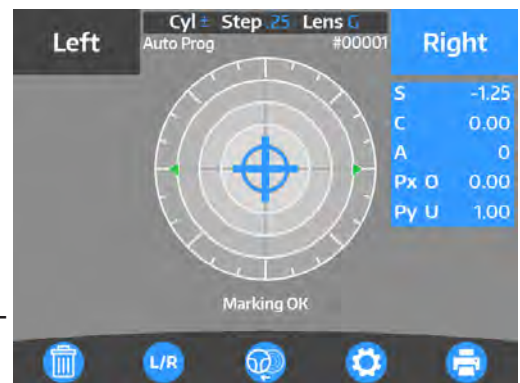 Cyl ± Step .25 Lens G
Left
Auto Prog #00001
Right
S -1.25
C 0.00
A 0
Px O 0.00
Py U 1.00
Marking OK
L/R